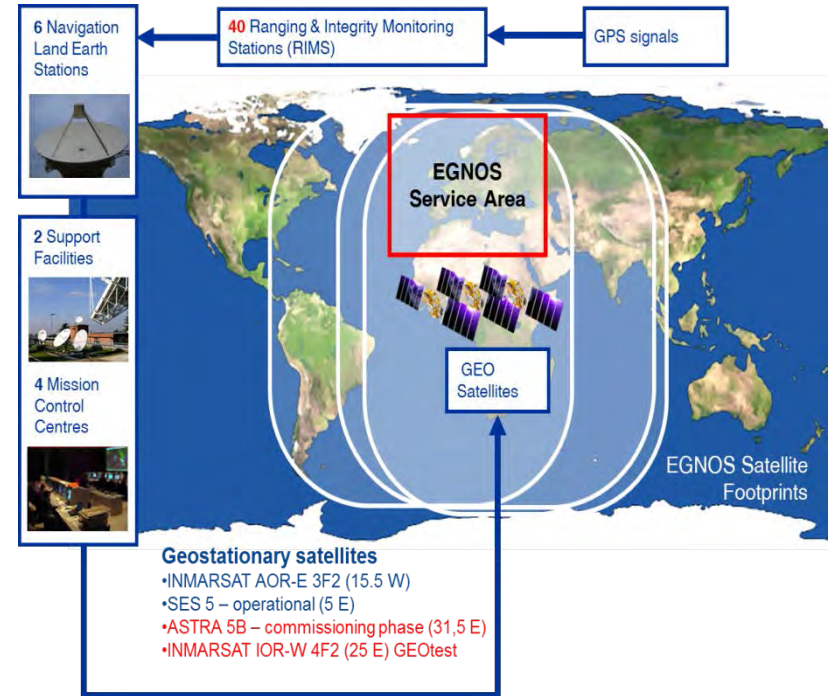 6 Navigation
Land Earth
Stations
40 Ranging & Integrity Monitoring
Stations (RIMS)
GPS signals
EGNOS
Service Area
2 Support
Facilities
4 Mission
Control
Centres
GEO
Satellites
EGNOS Satellite
Footprints
Geostationary satellites
•INMARSAT AOR-E 3F2 (15.5 W)
•SES 5 – operational (5 E)
•ASTRA 5B – commissioning phase (31,5 E)
•INMARSAT IOR-W 4F2 (25 E) GEOtest